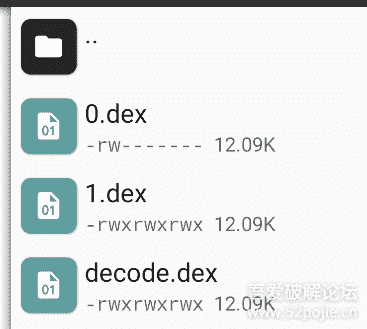 ..
01
0.dex
-rw------- 12.09K
01
1.dex
-rwxrwxrwx 12.09K
01
decode.dex
-rwxrwxrwx 12.09K
吾爱破解论坛
www.52pojie.cn